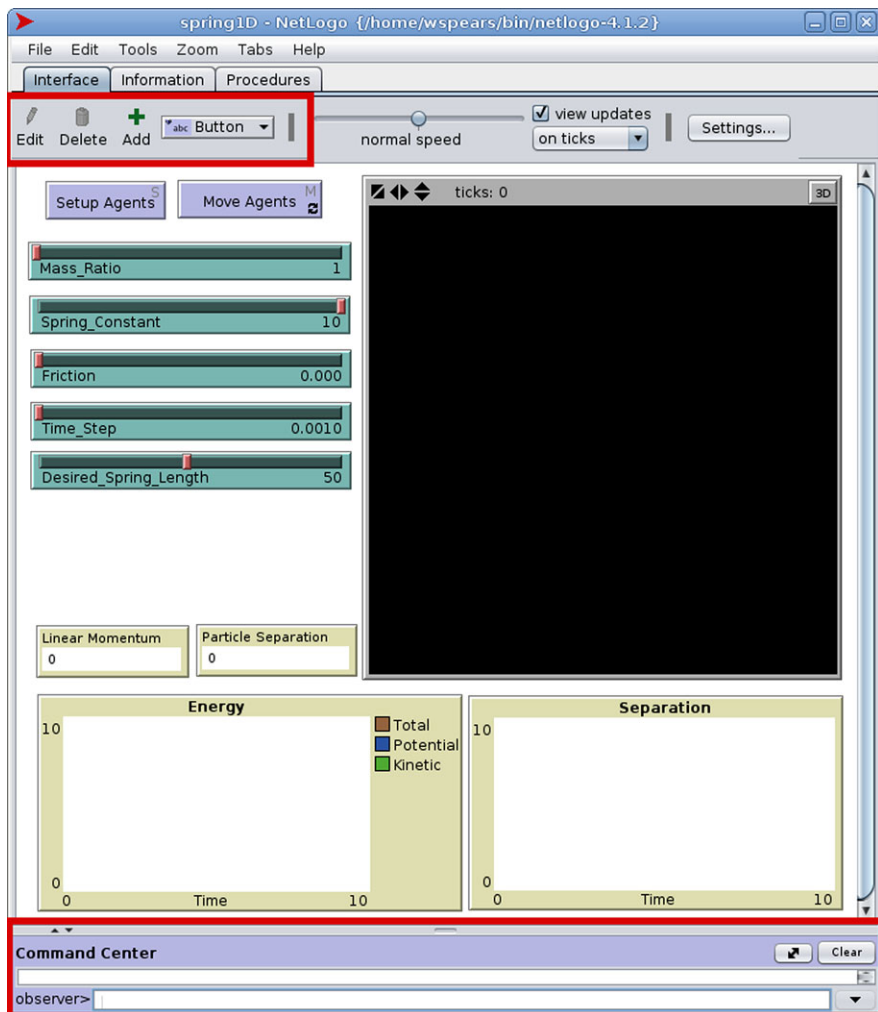 spring1D - NetLogo {/home/wspears/bin/netlogo-4.1.2}
File Edit Tools Zoom Tabs Help
Interface Information Procedures
Edit Delete Add abc Button normal speed view updates on ticks Settings...
Setup Agents S Move Agents M
ticks: 0 3D
Mass_Ratio 1
Spring_Constant 10
Friction 0.000
Time_Step 0.0010
Desired_Spring_Length 50
Linear Momentum
0
Particle Separation
0
Energy
10
0
0 Time 10
Total
Potential
Kinetic
Separation
10
0
0 Time 10
Command Center Clear
observer>